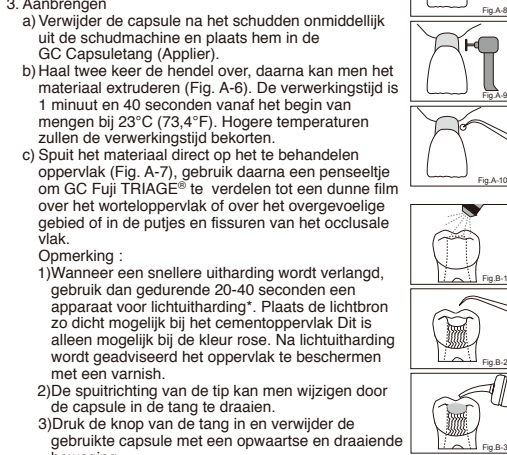 3. Aanbrengen
a) Verwijder de capsule na het schudden onmiddellijk
uit de schudmachine en plaats hem in de
GC Capsuletang (Applier).
b) Haal twee keer de hendel over, daarna kan men het
materiaal extruderen (Fig. A-6). De verwerkingstijd is
1 minuut en 40 seconden vanaf het begin van
mengen bij 23°C (73,4°F). Hogere temperaturen
zullen de verwerkingstijd bekorten.
c) Spuit het materiaal direct op het te behandelen
oppervlak (Fig. A-7), gebruik daarna een penseeltje
om GC Fuji TRIAGE® te verdelen tot een dunne film
over het worteloppervlak of over het overgevoelige
gebied of in de putjes en fissuren van het occlusale
vlak.
Opmerking :
1)Wanneer een snellere uitharding wordt verlangd,
gebruik dan gedurende 20-40 seconden een
apparaat voor lichtuitharding*. Plaats de lichtbron
zo dicht mogelijk bij het cementoppervlak Dit is
alleen mogelijk bij de kleur rose. Na lichtuitharding
wordt geadviseerd het oppervlak te beschermen
met een varnish.
2)De spuitrichting van de tip kan men wijzigen door
de capsule in de tang te draaien.
3)Druk de knop van de tang in en verwijder de
gebruikte capsule met een opwaartse en draaiende
Fig.A-8
Fig.A-9
Fig.A-10
Fig.B-1
Fig.B-2
Fig.B-3